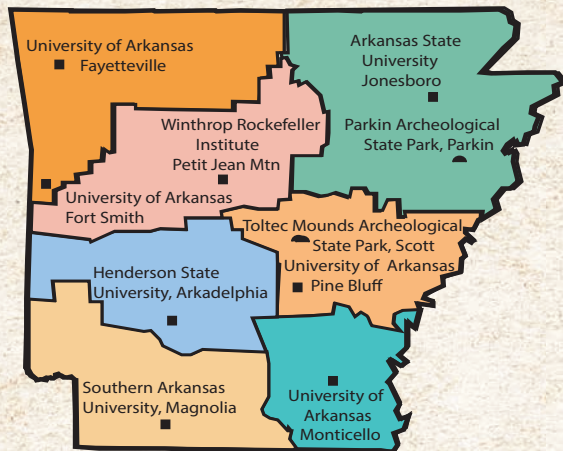 University of Arkansas
Fayetteville
Arkansas State
University
Jonesboro
Winthrop Rockefeller
Institute
Petit Jean Mtn
Parkin Archeological
State Park, Parkin
University of Arkansas
Fort Smith
Toltec Mounds Archeological
State Park, Scott
University of Arkansas
Pine Bluff
Henderson State
University, Arkadelphia
Southern Arkansas
University, Magnolia
University of
Arkansas
Monticello